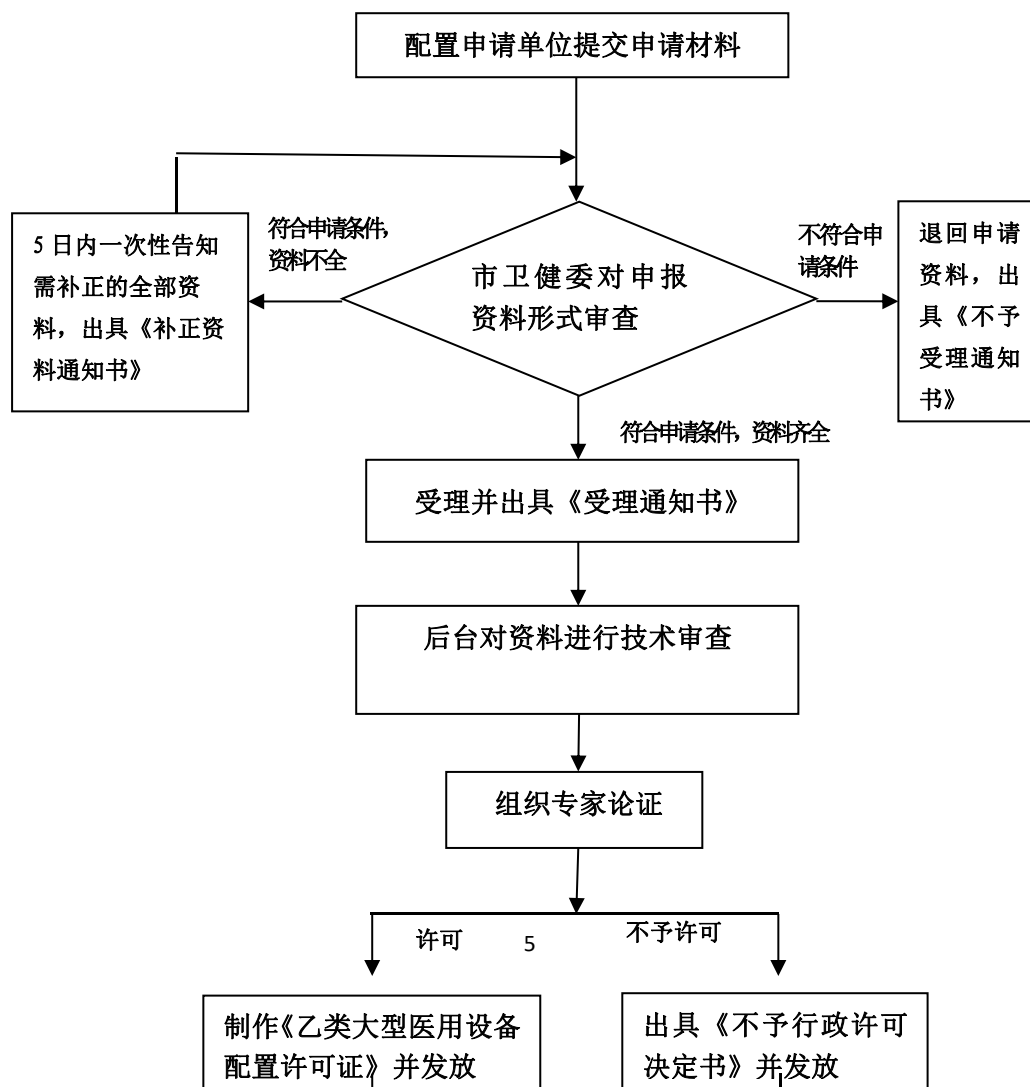 配置申请单位提交申请材料
5 日内一次性告知
需补正的全部资
料，出具《补正资
料通知书》
符合申请条件，
资料不全
市卫健委对申报
资料形式审查
不符合申
请条件
退回申请
资料，出
具《不予
受理通知
书》
符合申请条件，资料齐全
受理并出具《受理通知书》
后台对资料进行技术审查
组织专家论证
许可
5
不予许可
制作《乙类大型医用设备
配置许可证》并发放
出具《不予行政许可
决定书》并发放